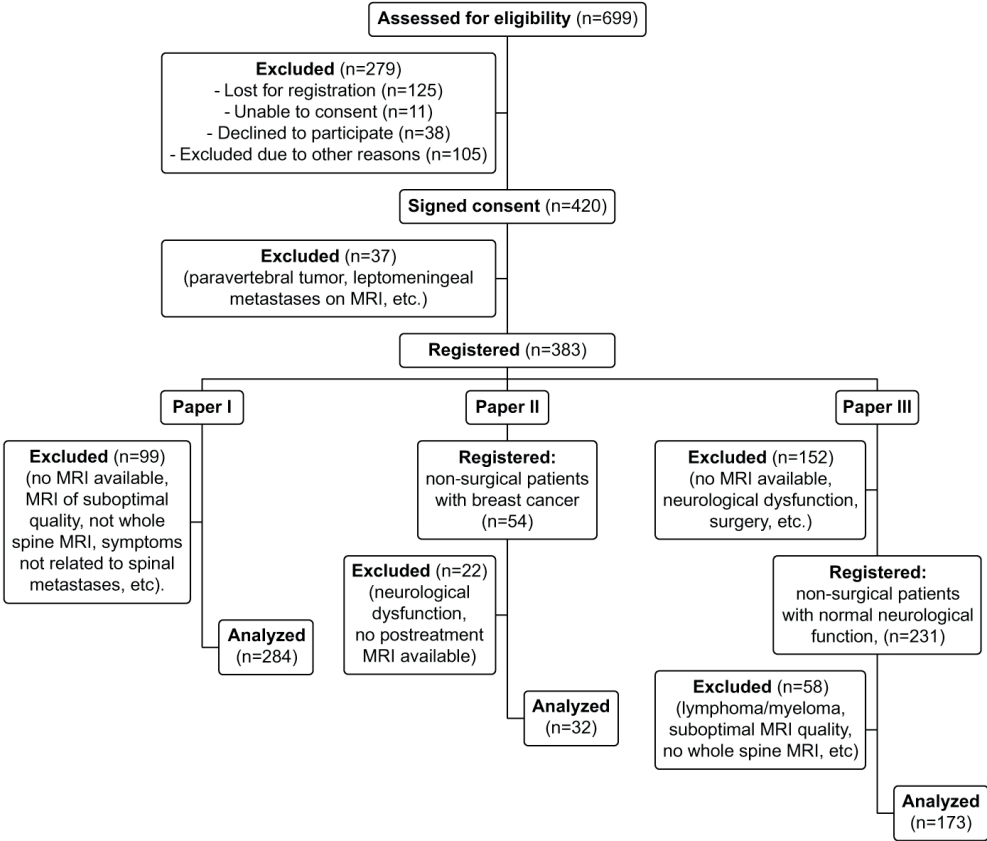 Assessed for eligibility (n=699)
Excluded (n=279)
- Lost for registration (n=125)
- Unable to consent (n=11)
- Declined to participate (n=38)
- Excluded due to other reasons (n=105)
Signed consent (n=420)
Excluded (n=37)
(paravertebral tumor, leptomeningeal
metastases on MRI, etc.)
Registered (n=383)
Paper I
Excluded (n=99)
(no MRI available,
MRI of suboptimal
quality, not whole
spine MRI, symptoms
not related to spinal
metastases, etc).
Analyzed
(n=284)
Paper II
Registered:
non-surgical patients
with breast cancer
(n=54)
Excluded (n=22)
(neurological
dysfunction,
no postreatment
MRI available)
Analyzed
(n=32)
Paper III
Excluded (n=152)
(no MRI available,
neurological dysfunction,
surgery, etc.)
Registered:
non-surgical patients
with normal neurological
function, (n=231)
Excluded (n=58)
(lymphoma/myeloma,
suboptimal MRI quality,
no whole spine MRI, etc)
Analyzed
(n=173)